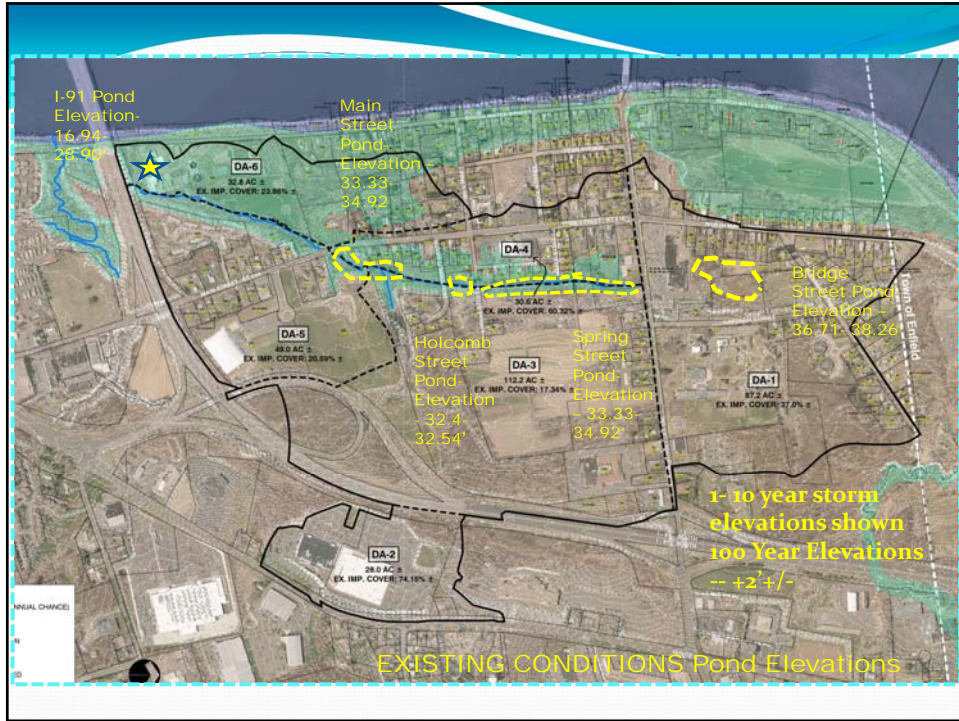 I-91 Pond
Elevation-
16.94-
28.90'
Main
Street
Pond-
Elevation –
33.33-
34.92
DA-6
32.8 AC ±
EX. IMP. COVER: 23.86% ±
DA-4
30.6 AC ±
EX. IMP. COVER: 60.32% ±
Bridge
Street Pond
Elevation –
36.71- 38.26'
Town of Enfield
DA-5
49.0 AC ±
EX. IMP. COVER: 20.59% ±
Holcomb
Street
Pond-
Elevation
- 32.4-
32.54'
DA-3
112.2 AC ±
EX. IMP. COVER: 17.34% ±
Spring
Street
Pond-
Elevation
– 33.33-
34.92'
DA-1
87.2 AC ±
EX. IMP. COVER: 37.0% ±
1- 10 year storm
elevations shown
100 Year Elevations
-- +2'+/-
DA-2
28.0 AC ±
EX. IMP. COVER: 74.15% ±
NNUAL CHANCE)
EXISTING CONDITIONS Pond Elevations